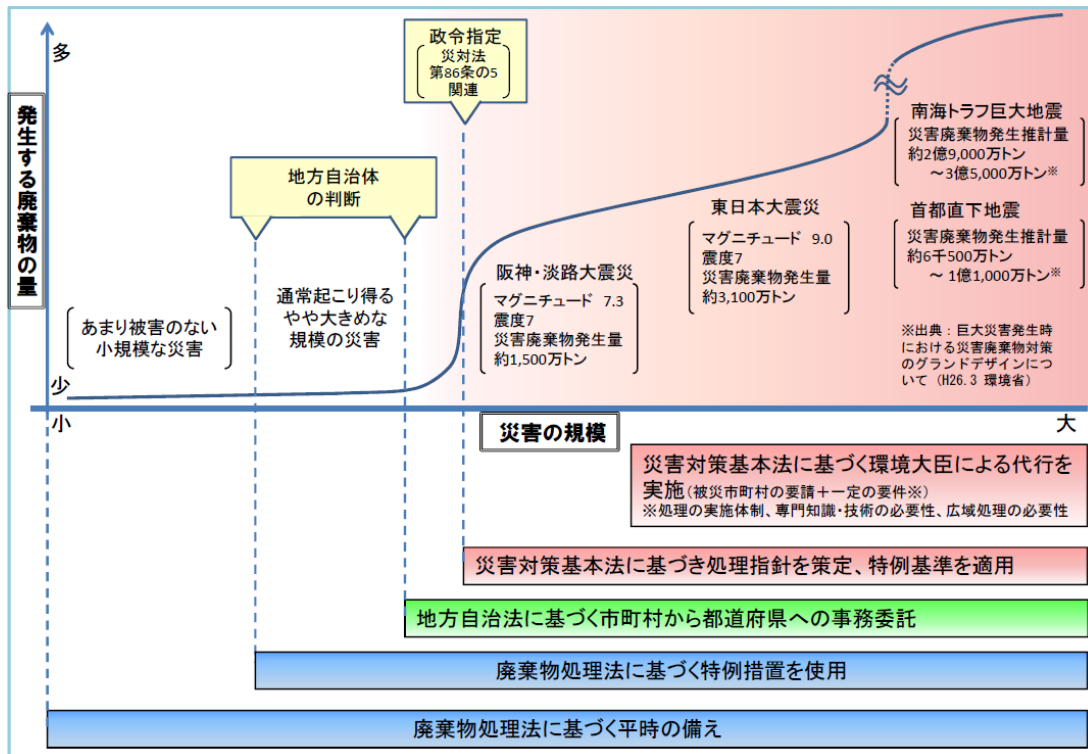 多
発生する廃棄物の量
少
政令指定
災対法
第86条の5
関連
地方自治体
の判断
あまり被害のない
小規模な災害
通常起こり得る
やや大きめな
規模の災害
阪神・淡路大震災
マグニチュード 7.3
震度7
災害廃棄物発生量
約1,500万トン
東日本大震災
マグニチュード 9.0
震度7
災害廃棄物発生量
約3,100万トン
南海トラフ巨大地震
災害廃棄物発生推計量
約2億9,000万トン
～3億5,000万トン※
首都直下地震
災害廃棄物発生推計量
約6千500万トン
～ 1億1,000万トン※
※出典：巨大災害発生時
における災害廃棄物対策
のグランドデザインにつ
いて（H26.3 環境省）
小
災害の規模
大
災害対策基本法に基づく環境大臣による代行を
実施(被災市町村の要請＋一定の要件※)
※処理の実施体制、専門知識・技術の必要性、広域処理の必要性
災害対策基本法に基づき処理指針を策定、特例基準を適用
地方自治法に基づく市町村から都道府県への事務委託
廃棄物処理法に基づく特例措置を使用
廃棄物処理法に基づく平時の備え